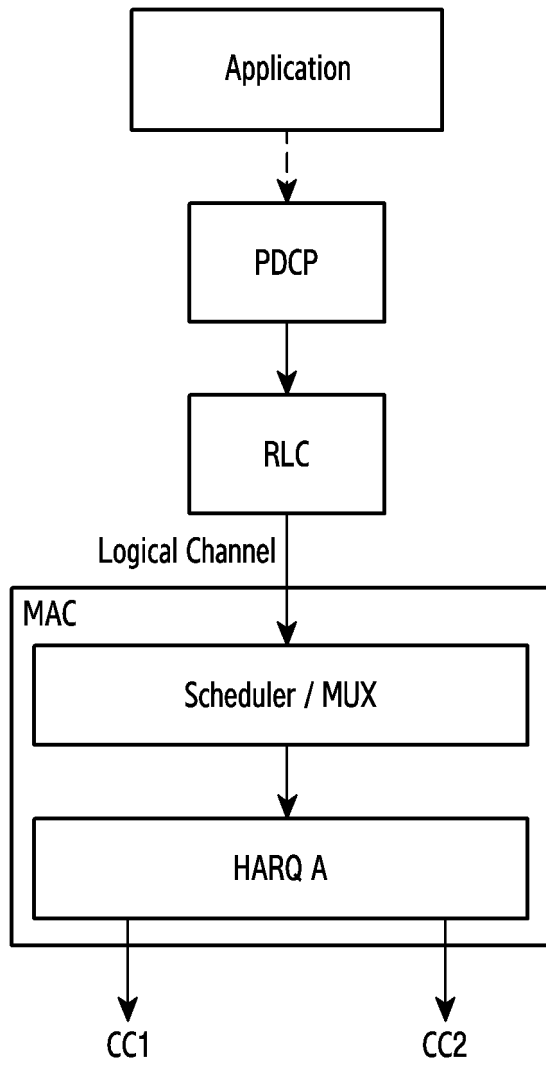 Application
PDCP
RLC
Logical Channel
MAC
Scheduler / MUX
HARQ A
CC1
CC2